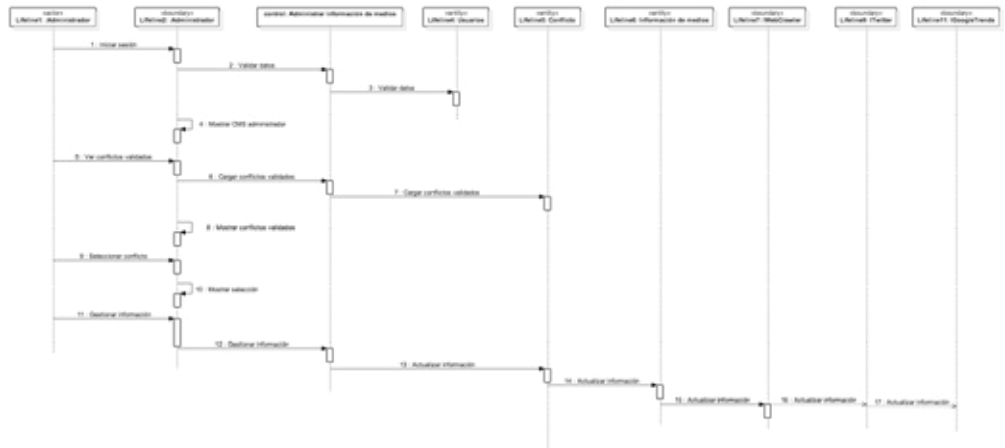 «actor»
Lifeline1: Administrador
«boundary»
Lifeline2: Administrador
control: Administrar información de medios
«entity»
Lifeline4: Usuarios
«entity»
Lifeline5: Conflicto
«entity»
Lifeline6: Información de medios
«boundary»
Lifeline7: IWebCrawler
«boundary»
Lifeline9: ITwitter
«boundary»
Lifeline11: IGoogleTrends
1 : Iniciar sesión
2 : Validar datos
3 : Validar datos
4 : Mostrar CMS administrador
5 : Ver conflictos validados
6 : Cargar conflictos validados
7 : Cargar conflictos validados
8 : Mostrar conflictos validados
9 : Seleccionar conflicto
10 : Mostrar selección
11 : Gestionar información
12 : Gestionar información
13 : Actualizar información
14 : Actualizar información
15 : Actualizar información
16 : Actualizar información
17 : Actualizar información